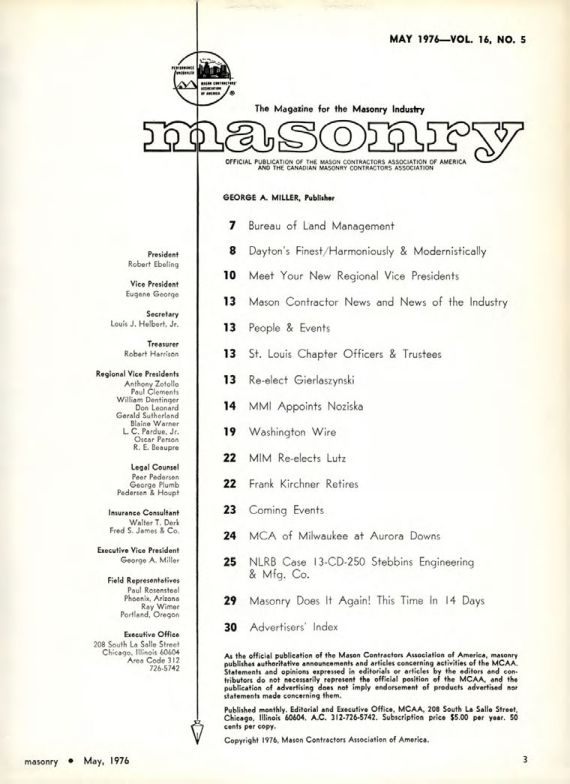 MAY 1976—VOL. 16, NO. 5
PERFORMANCE
UNEQUALED
MASON CONTRACTORS'
ASSOCIATION
OF AMERICA
®
The Magazine for the Masonry Industry
masonry
OFFICIAL PUBLICATION OF THE MASON CONTRACTORS ASSOCIATION OF AMERICA
AND THE CANADIAN MASONRY CONTRACTORS ASSOCIATION
GEORGE A. MILLER, Publisher
7 Bureau of Land Management
8 Dayton's Finest/Harmoniously & Modernistically
10 Meet Your New Regional Vice Presidents
13 Mason Contractor News and News of the Industry
13 People & Events
13 St. Louis Chapter Officers & Trustees
13 Re-elect Gierlaszynski
14 MMI Appoints Noziska
19 Washington Wire
22 MIM Re-elects Lutz
22 Frank Kirchner Retires
23 Coming Events
24 MCA of Milwaukee at Aurora Downs
25 NLRB Case 13-CD-250 Stebbins Engineering
& Mfg. Co.
29 Masonry Does It Again! This Time In 14 Days
30 Advertisers' Index
President
Robert Ebeling
Vice President
Eugene George
Secretary
Louis J. Helbert, Jr.
Treasurer
Robert Harrison
Regional Vice Presidents
Anthony Zotollo
Paul Clements
William Dentinger
Don Leonard
Gerald Sutherland
Blaine Warner
L. C. Pardue, Jr.
Oscar Person
R. E. Beaupre
Legal Counsel
Peer Pedersen
George Plumb
Pedersen & Houpt
Insurance Consultant
Walter T. Derk
Fred S. James & Co.
Executive Vice President
George A. Miller
Field Representatives
Paul Rosensteel
Phoenix, Arizona
Ray Wimer
Portland, Oregon
Executive Office
208 South La Salle Street
Chicago, Illinois 60604
Area Code 312
726-5742
As the official publication of the Mason Contractors Association of America, masonry
publishes authoritative announcements and articles concerning activities of the MCAA.
Statements and opinions expressed in editorials or articles by the editors and con-
tributors do not necessarily represent the official position of the MCAA, and the
publication of advertising does not imply endorsement of products advertised nor
statements made concerning them.
Published monthly. Editorial and Executive Office, MCAA, 208 South La Salle Street,
Chicago, Illinois 60604, A.C. 312-726-5742. Subscription price $5.00 per year. 50
cents per copy.
Copyright 1976, Mason Contractors Association of America.
masonry • May, 1976
3